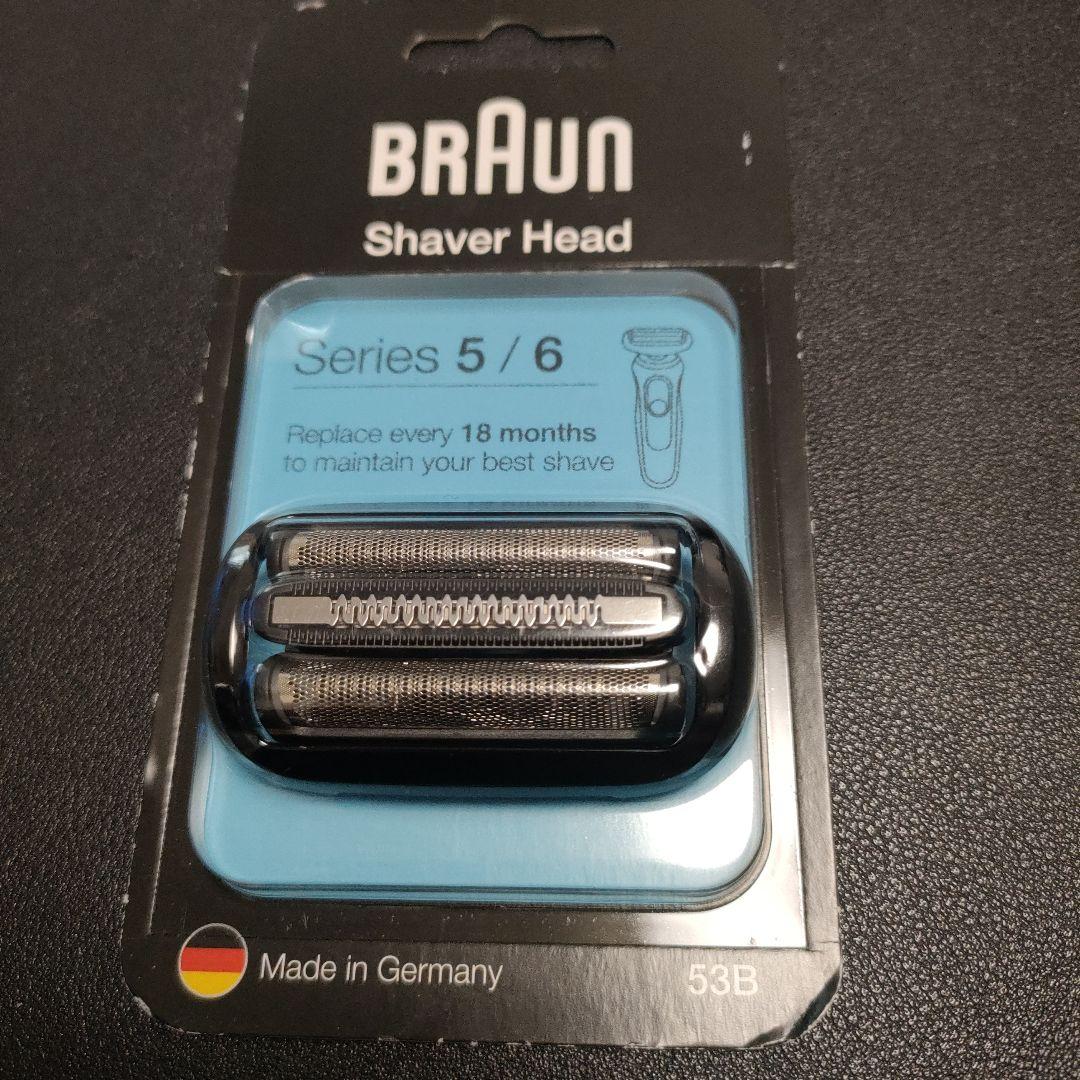 BRAUN
Shaver Head
Series 5 / 6
Replace every 18 months
to maintain your best shave
Made in Germany
53B